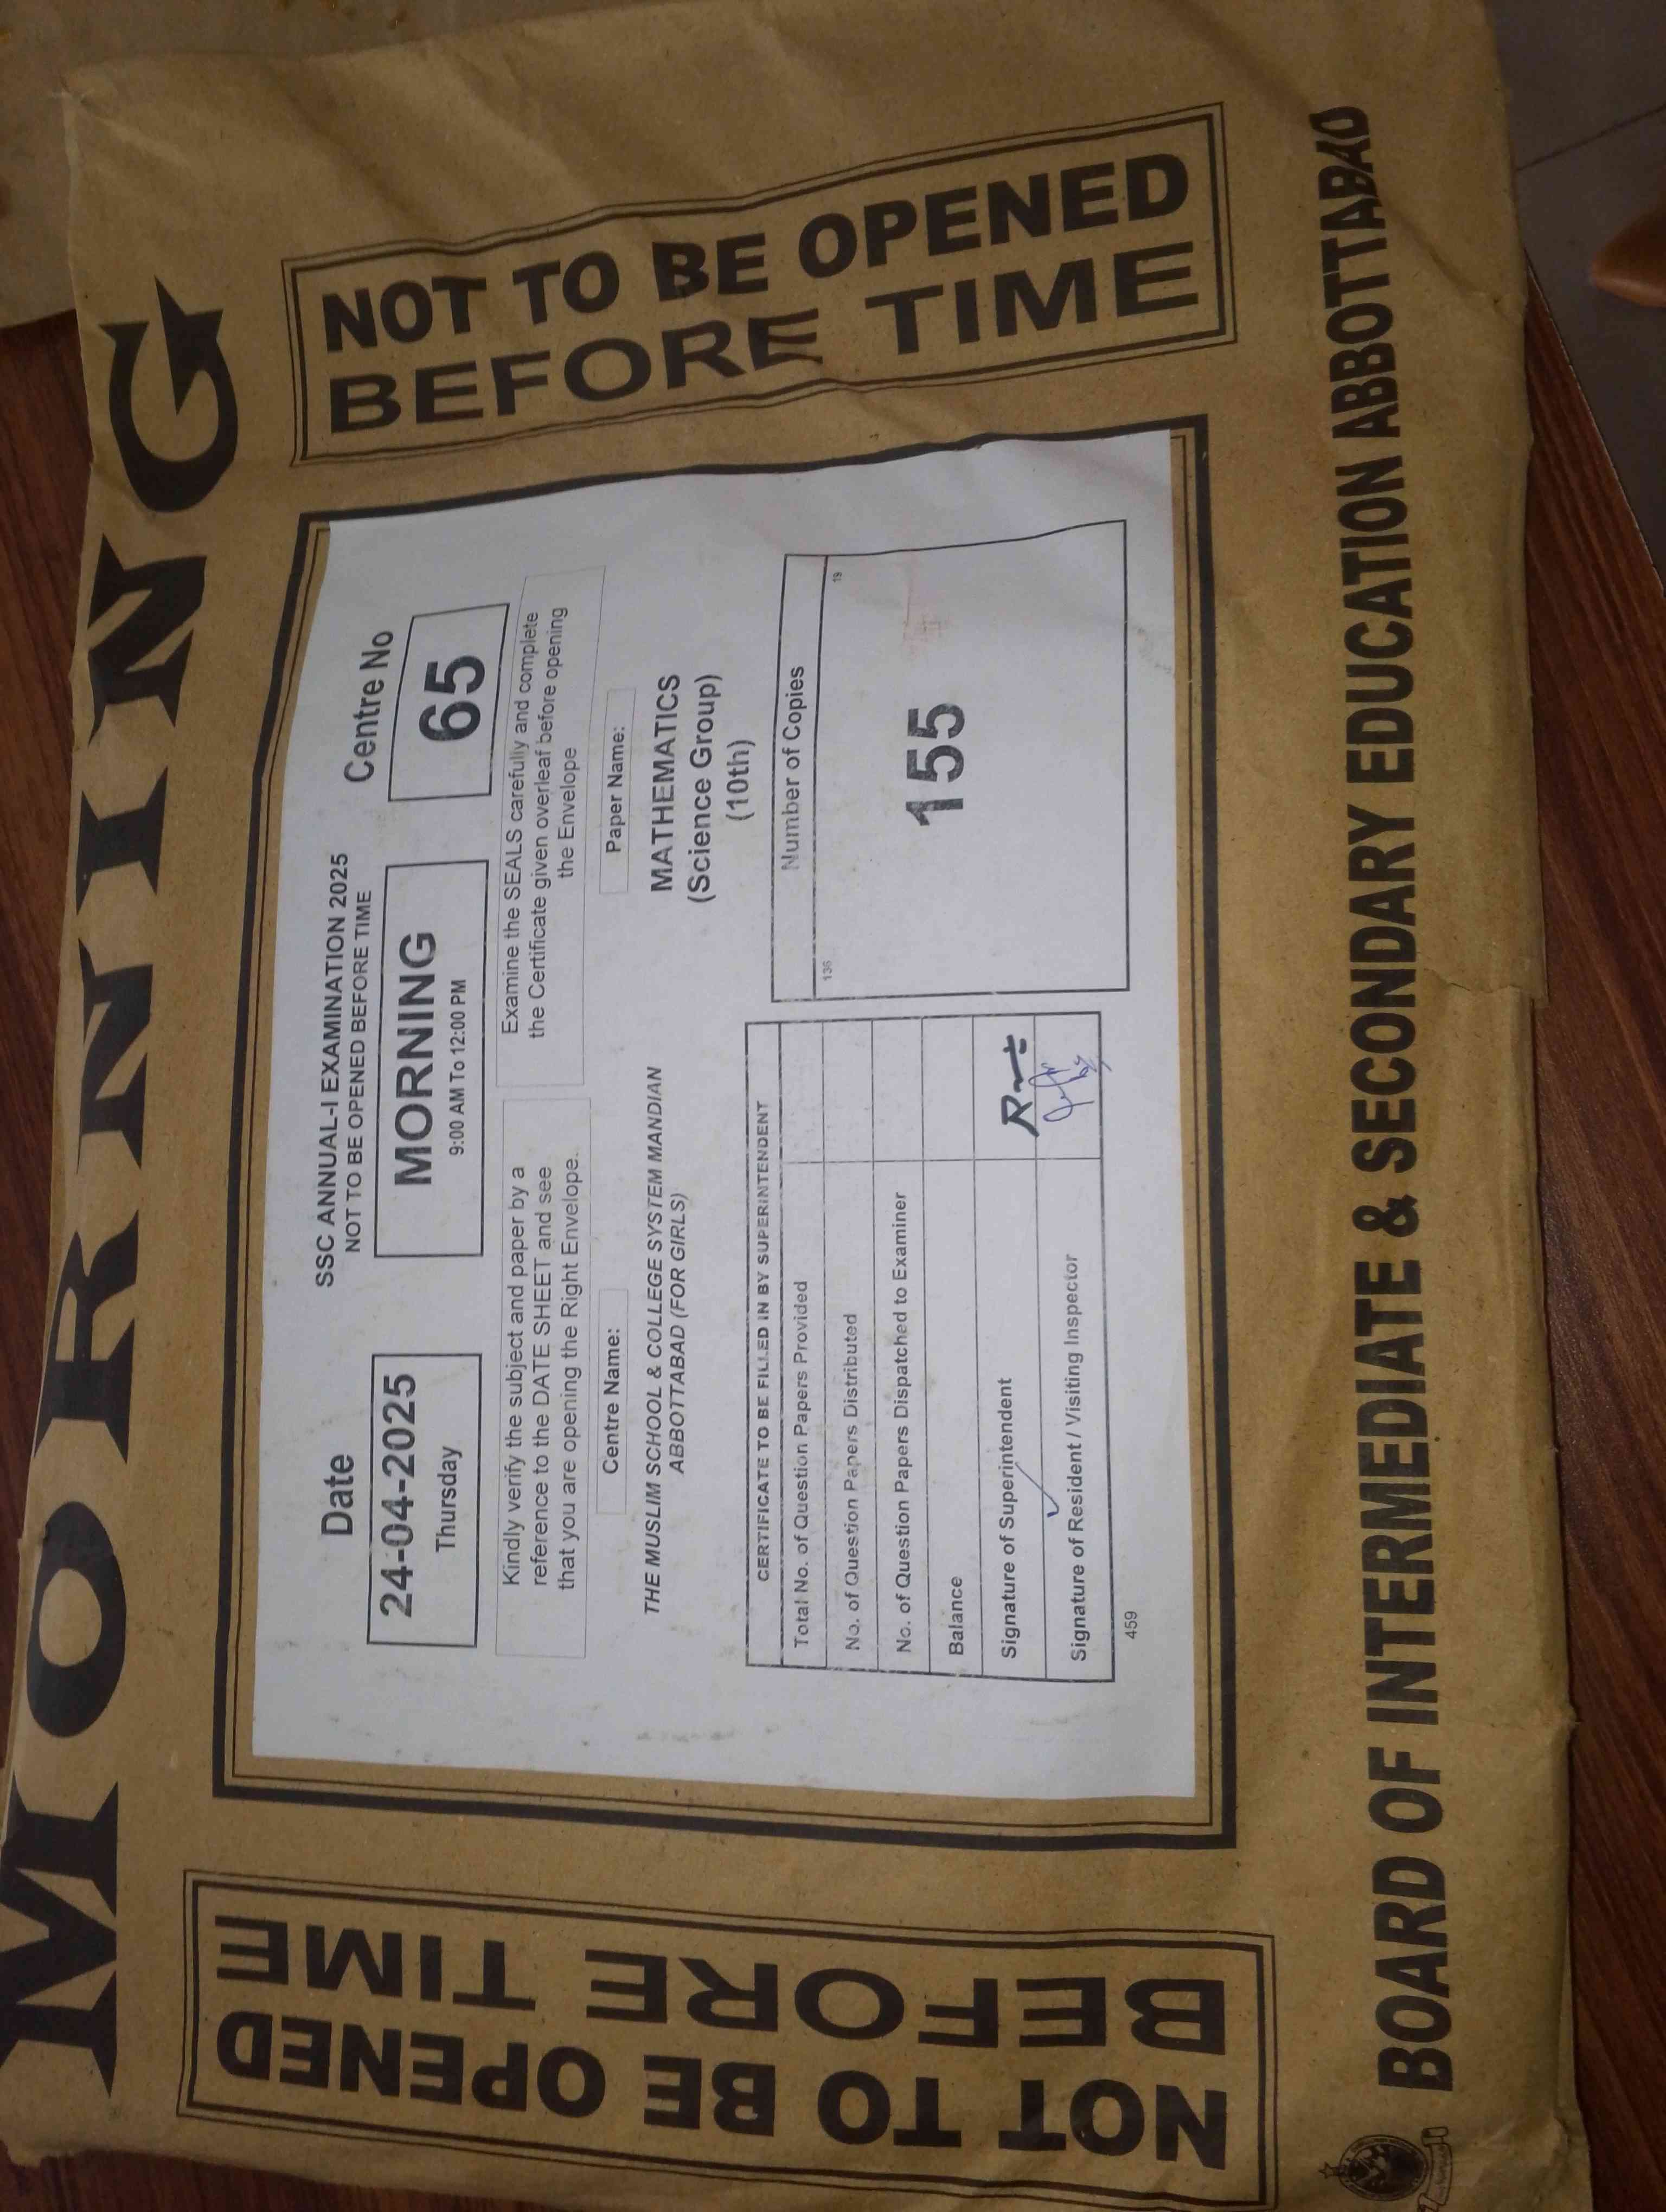 MORNING
NOT TO BE OPENED
BEFORE TIME
Date
24-04-2025
Thursday
SSC ANNUAL-I EXAMINATION 2025
NOT TO BE OPENED BEFORE TIME
MORNING
9:00 AM To 12:00 PM
Centre No
65
Kindly verify the subject and paper by a
reference to the DATE SHEET and see
that you are opening the Right Envelope.
Examine the SEALS carefully and complete
the Certificate given overleaf before opening
the Envelope
Centre Name:
THE MUSLIM SCHOOL & COLLEGE SYSTEM MANDIAN
ABBOTTABAD (FOR GIRLS)
Paper Name:
MATHEMATICS
(Science Group)
(10th)
CERTIFICATE TO BE FILLED IN BY SUPERINTENDENT
Total No. of Question Papers Provided
No. of Question Papers Distributed
No. of Question Papers Dispatched to Examiner
Balance
Signature of Superintendent
Signature of Resident / Visiting Inspector
459
Number of Copies
136
19
155
NOT TO BE OPENED
BEFORE TIME
BOARD OF INTERMEDIATE & SECONDARY EDUCATION ABBOTTABAD